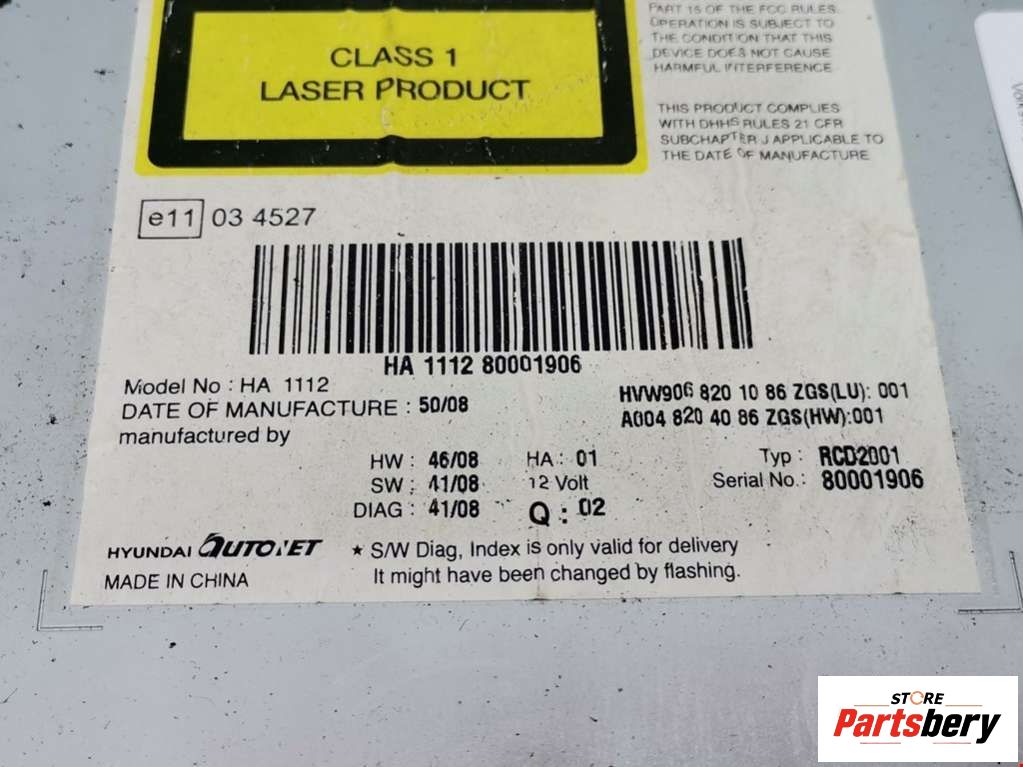 PART 15 OF THE FCC RULES.
OPERATION IS SUBJECT TO
THE CONDITION THAT THIS
DEVICE DOES NOT CAUSE
HARMFUL INTERFERENCE
CLASS 1
LASER PRODUCT
THIS PRODUCT COMPLIES
WITH DHHS RULES 21 CFR
SUBCHAPTER J APPLICABLE TO
THE DATE OF MANUFACTURE
e11 03 4527
HA 1112 80001906
Model No : HA 1112
DATE OF MANUFACTURE : 50/08
manufactured by
HVW906 820 10 86 ZGS(LU): 001
A004 820 40 86 ZGS(HW):001
HW : 46/08 HA : 01 Typ : RCD2001
SW : 41/08 12 Volt Serial No.: 80001906
DIAG : 41/08 Q : 02
HYUNDAI AUTONET ★ S/W Diag, Index is only valid for delivery
MADE IN CHINA It might have been changed by flashing.
STORE
Partsbery